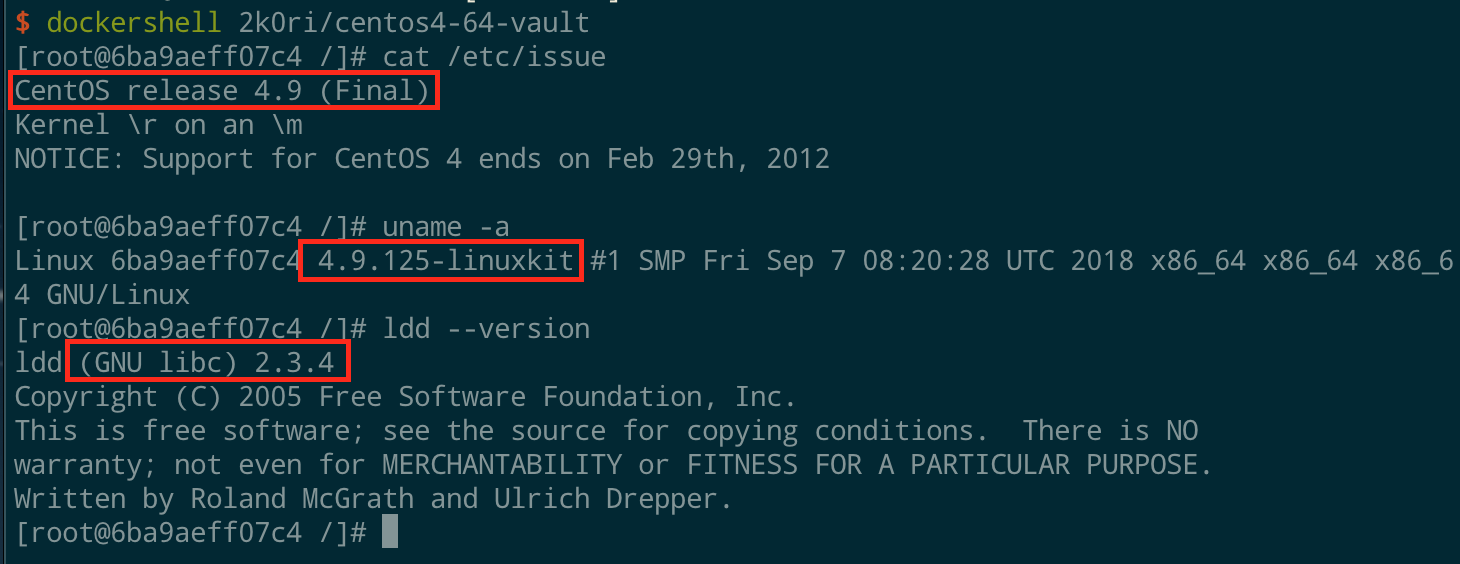 $ dockershell 2k0ri/centos4-64-vault
[root@6ba9aeff07c4 /]# cat /etc/issue
CentOS release 4.9 (Final)
Kernel \r on an \m
NOTICE: Support for CentOS 4 ends on Feb 29th, 2012
[root@6ba9aeff07c4 /]# uname -a
Linux 6ba9aeff07c4 4.9.125-linuxkit #1 SMP Fri Sep 7 08:20:28 UTC 2018 x86_64 x86_64 x86_6
4 GNU/Linux
[root@6ba9aeff07c4 /]# ldd --version
ldd (GNU libc) 2.3.4
Copyright (C) 2005 Free Software Foundation, Inc.
This is free software; see the source for copying conditions.  There is NO
warranty; not even for MERCHANTABILITY or FITNESS FOR A PARTICULAR PURPOSE.
Written by Roland McGrath and Ulrich Drepper.
[root@6ba9aeff07c4 /]#